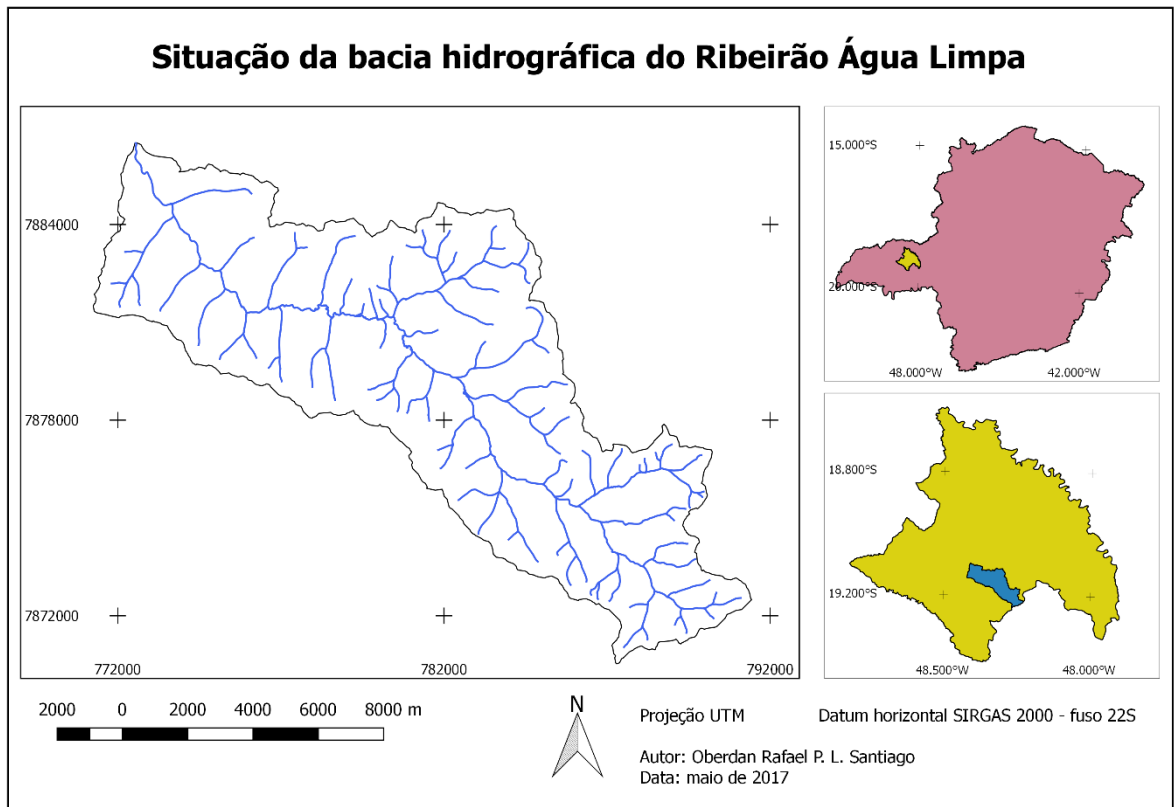 Situação da bacia hidrográfica do Ribeirão Água Limpa
7884000
7878000
7872000
772000
782000
792000
15.000°S
20.000°S
48.000°W
42.000°W
18.800°S
19.200°S
48.500°W
48.000°W
2000 0 2000 4000 6000 8000 m
N
Projeção UTM Datum horizontal SIRGAS 2000 - fuso 22S
Autor: Oberdan Rafael P. L. Santiago
Data: maio de 2017